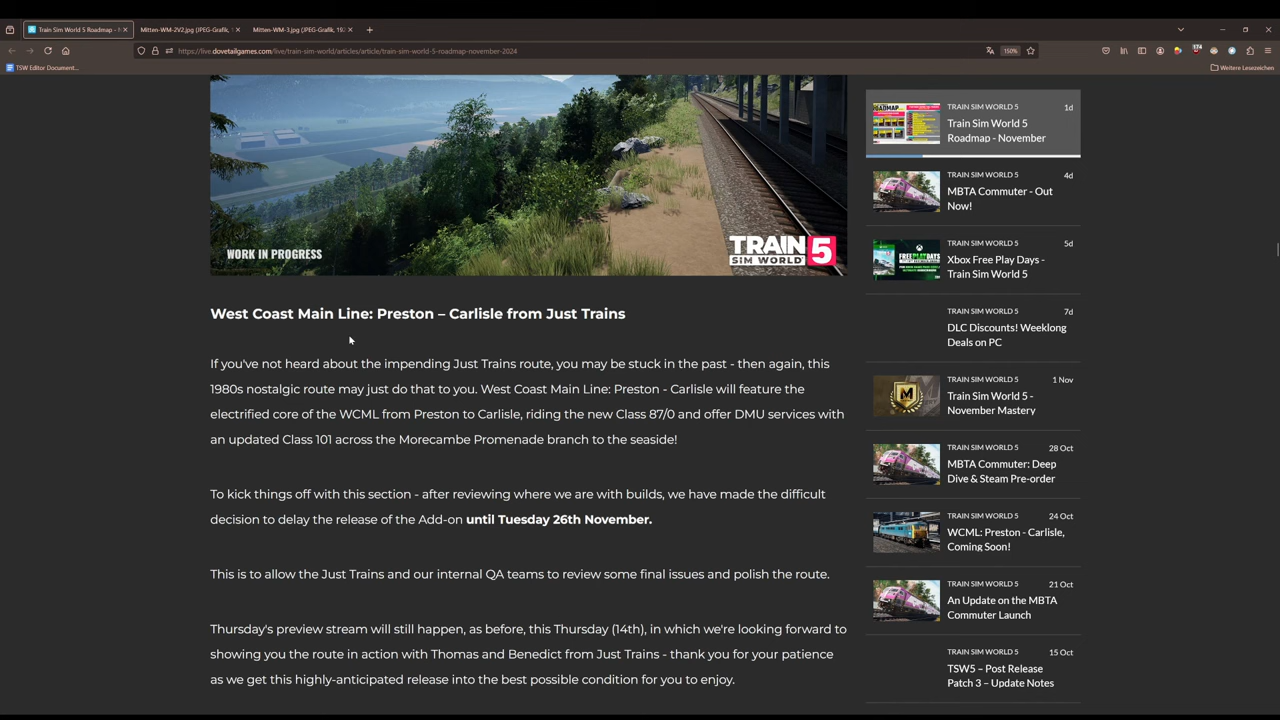 Train Sim World 5 Roadmap - N
Mitten-WM-2V2.jpg (JPEG-Grafik, 1
Mitten-WM-3.jpg (JPEG-Grafik, 19
https://live.dovetailgames.com/live/train-sim-world/articles/article/train-sim-world-5-roadmap-november-2024
150%
TSW Editor Document...
Weitere Lesezeichen
WORK IN PROGRESS
TRAIN
SIM WORLD 5
West Coast Main Line: Preston – Carlisle from Just Trains
If you've not heard about the impending Just Trains route, you may be stuck in the past - then again, this
1980s nostalgic route may just do that to you. West Coast Main Line: Preston - Carlisle will feature the
electrified core of the WCML from Preston to Carlisle, riding the new Class 87/0 and offer DMU services with
an updated Class 101 across the Morecambe Promenade branch to the seaside!
To kick things off with this section - after reviewing where we are with builds, we have made the difficult
decision to delay the release of the Add-on until Tuesday 26th November.
This is to allow the Just Trains and our internal QA teams to review some final issues and polish the route.
Thursday's preview stream will still happen, as before, this Thursday (14th), in which we're looking forward to
showing you the route in action with Thomas and Benedict from Just Trains - thank you for your patience
as we get this highly-anticipated release into the best possible condition for you to enjoy.
ROADMAP
TRAIN SIM WORLD 5 1d
Train Sim World 5
Roadmap - November
TRAIN SIM WORLD 5 4d
MBTA Commuter - Out
Now!
XBOX
FREE PLAY DAYS
TRAIN SIM WORLD 5 5d
Xbox Free Play Days -
Train Sim World 5
TRAIN SIM WORLD 5 7d
DLC Discounts! Weeklong
Deals on PC
M
TRAIN SIM WORLD 5 1 Nov
Train Sim World 5 -
November Mastery
TRAIN SIM WORLD 5 28 Oct
MBTA Commuter: Deep
Dive & Steam Pre-order
TRAIN SIM WORLD 5 24 Oct
WCML: Preston - Carlisle,
Coming Soon!
TRAIN SIM WORLD 5 21 Oct
An Update on the MBTA
Commuter Launch
TRAIN SIM WORLD 5 15 Oct
TSW5 – Post Release
Patch 3 – Update Notes